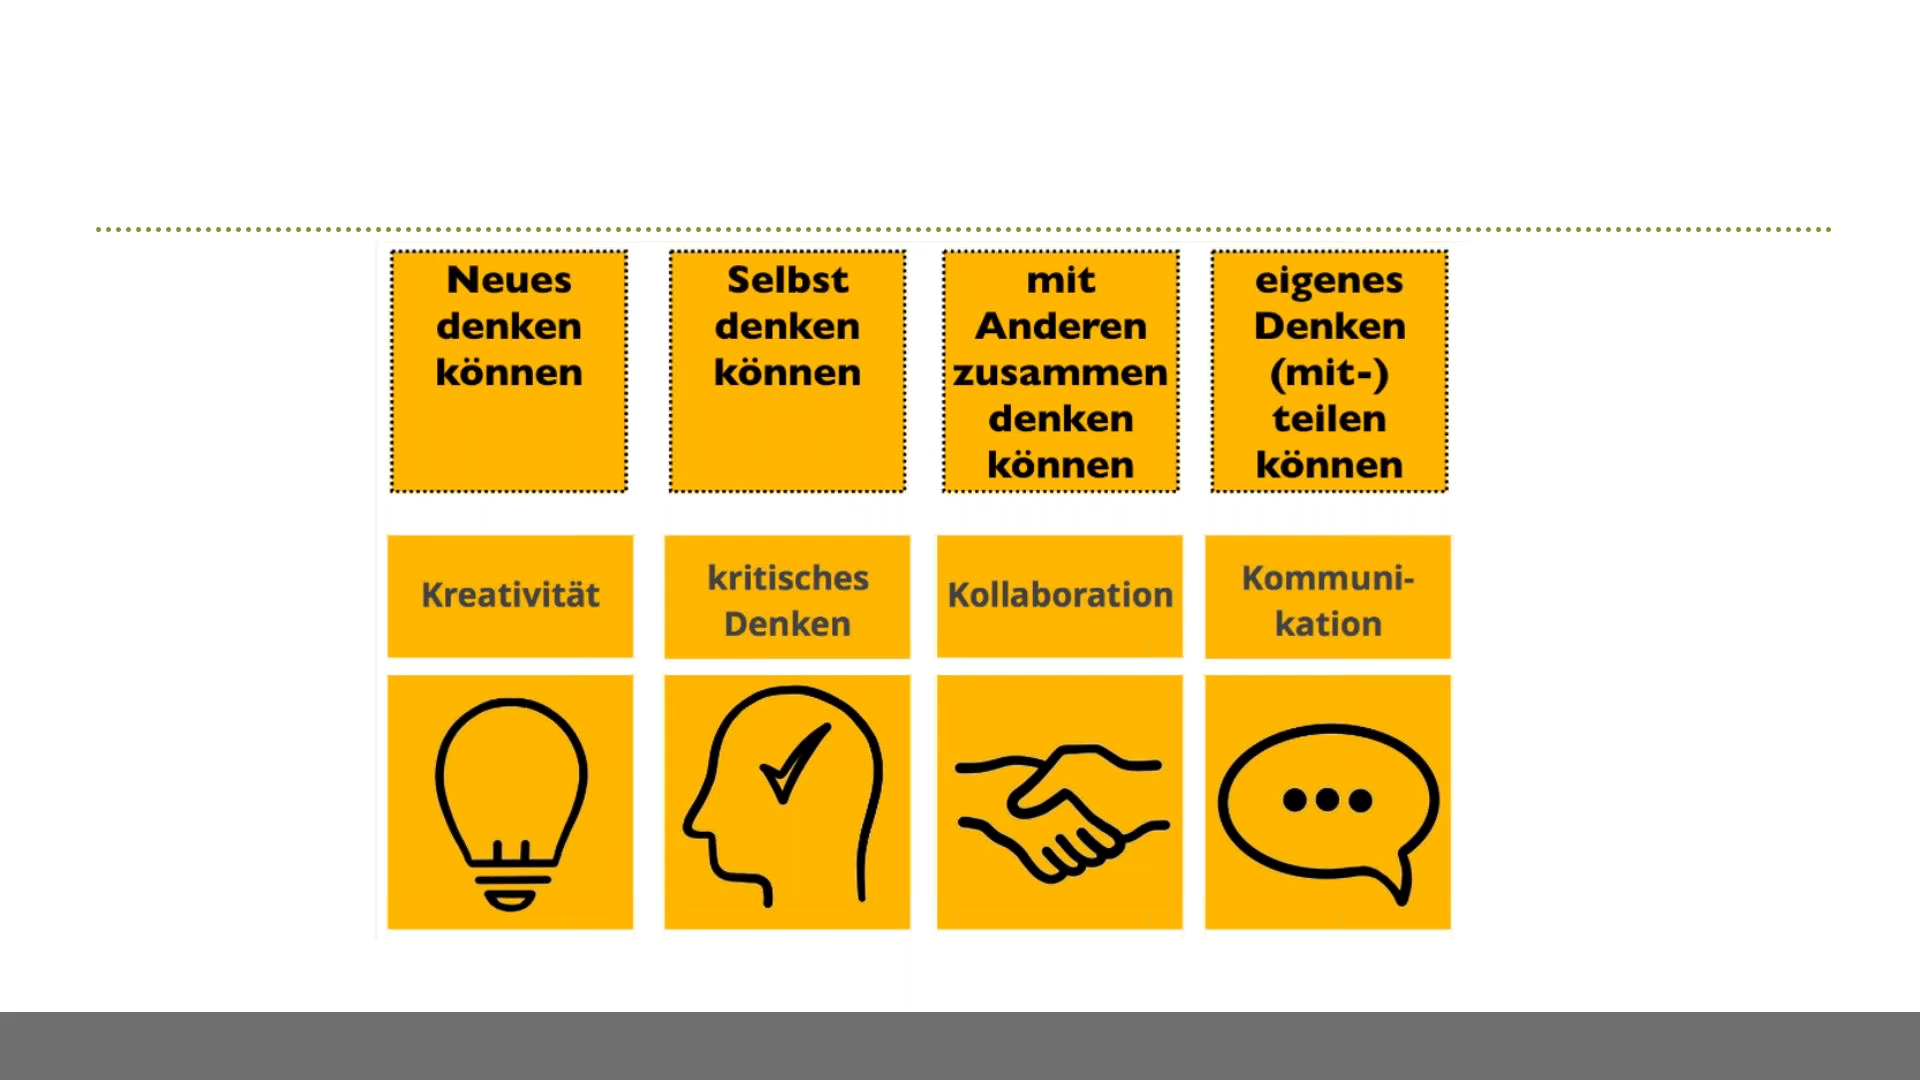 Neues
denken
können
Selbst
denken
können
mit
Anderen
zusammen
denken
können
eigenes
Denken
(mit-)
teilen
können
Kreativität
kritisches
Denken
Kollaboration
Kommuni-
kation